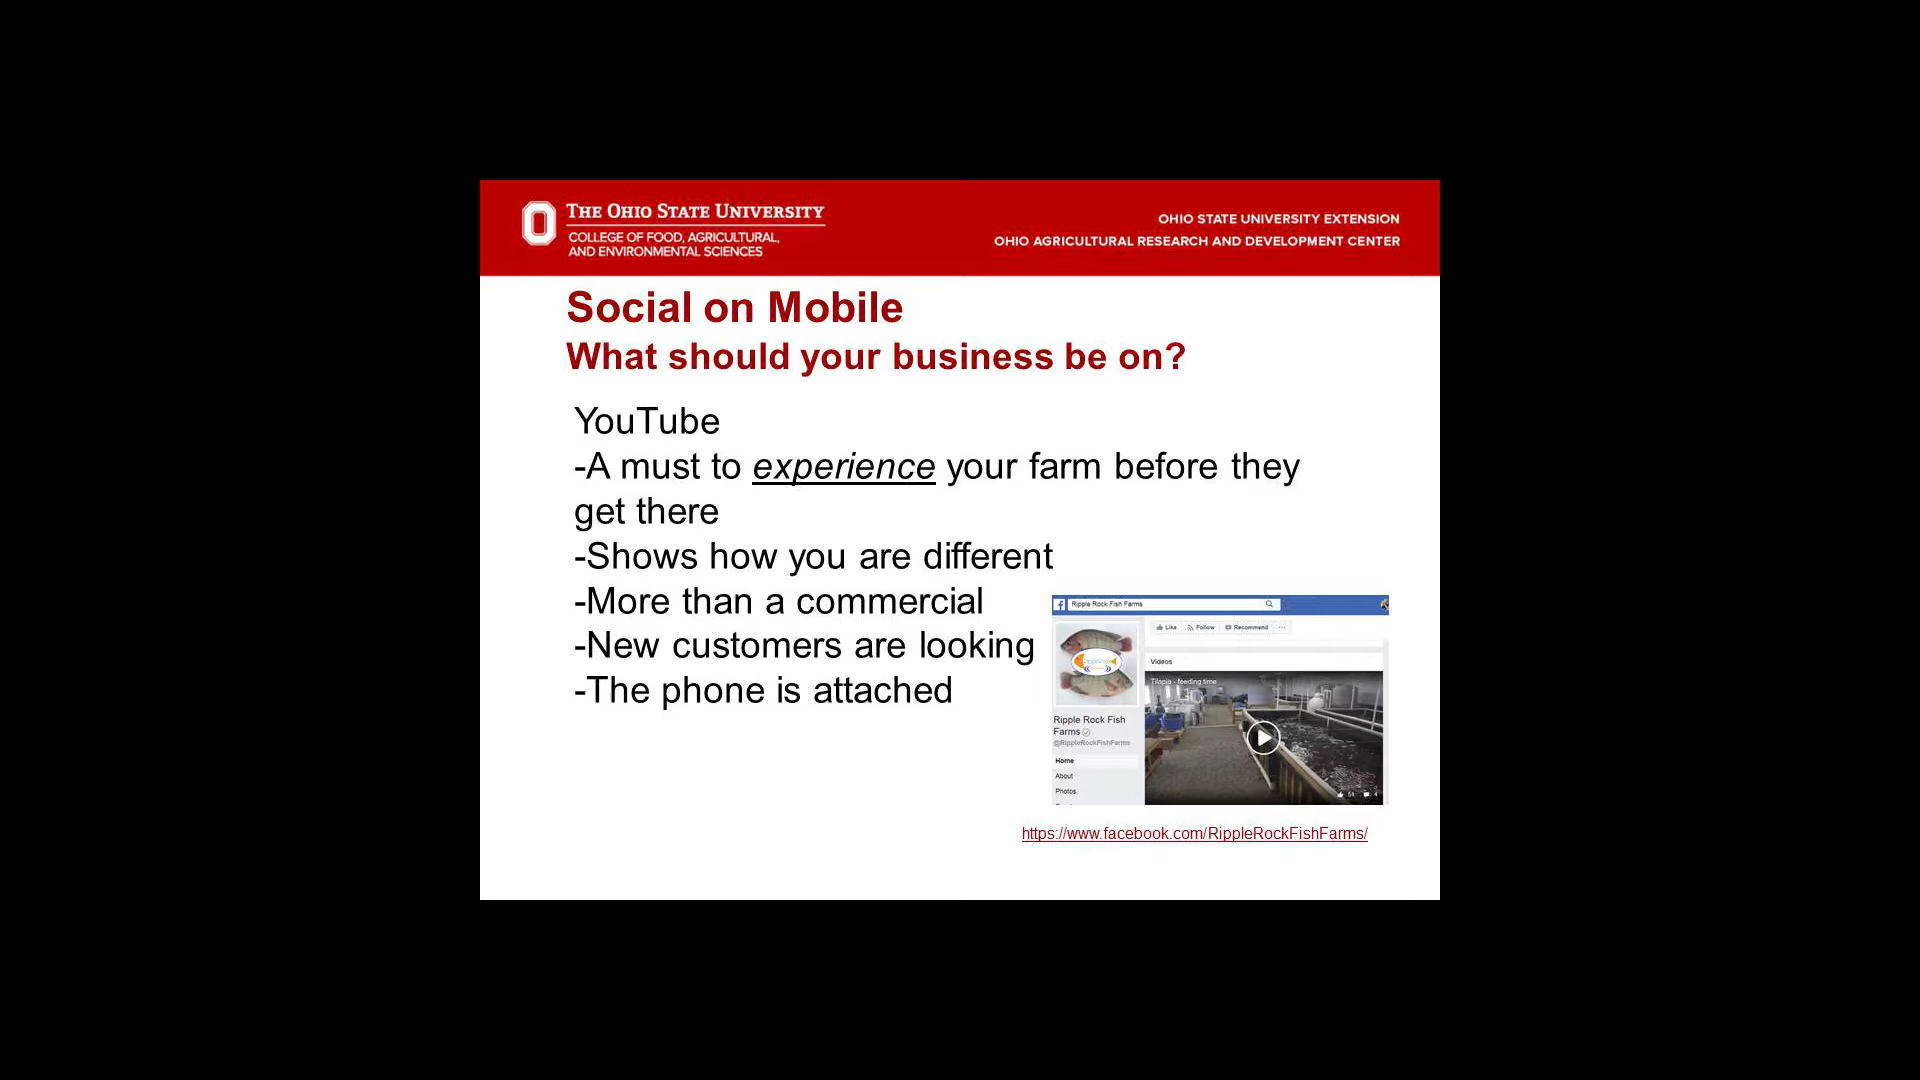 THE OHIO STATE UNIVERSITY
COLLEGE OF FOOD, AGRICULTURAL,
AND ENVIRONMENTAL SCIENCES
OHIO STATE UNIVERSITY EXTENSION
OHIO AGRICULTURAL RESEARCH AND DEVELOPMENT CENTER
Social on Mobile
What should your business be on?
YouTube
-A must to experience your farm before they
get there
-Shows how you are different
-More than a commercial
-New customers are looking
-The phone is attached
Ripple Rock Fish Farms
Like Follow Recommend ...
Videos
Tilapia - feeding time
Ripple Rock Fish
Farms
@RippleRockFishFarms
Home
About
Photos
51 4
https://www.facebook.com/RippleRockFishFarms/